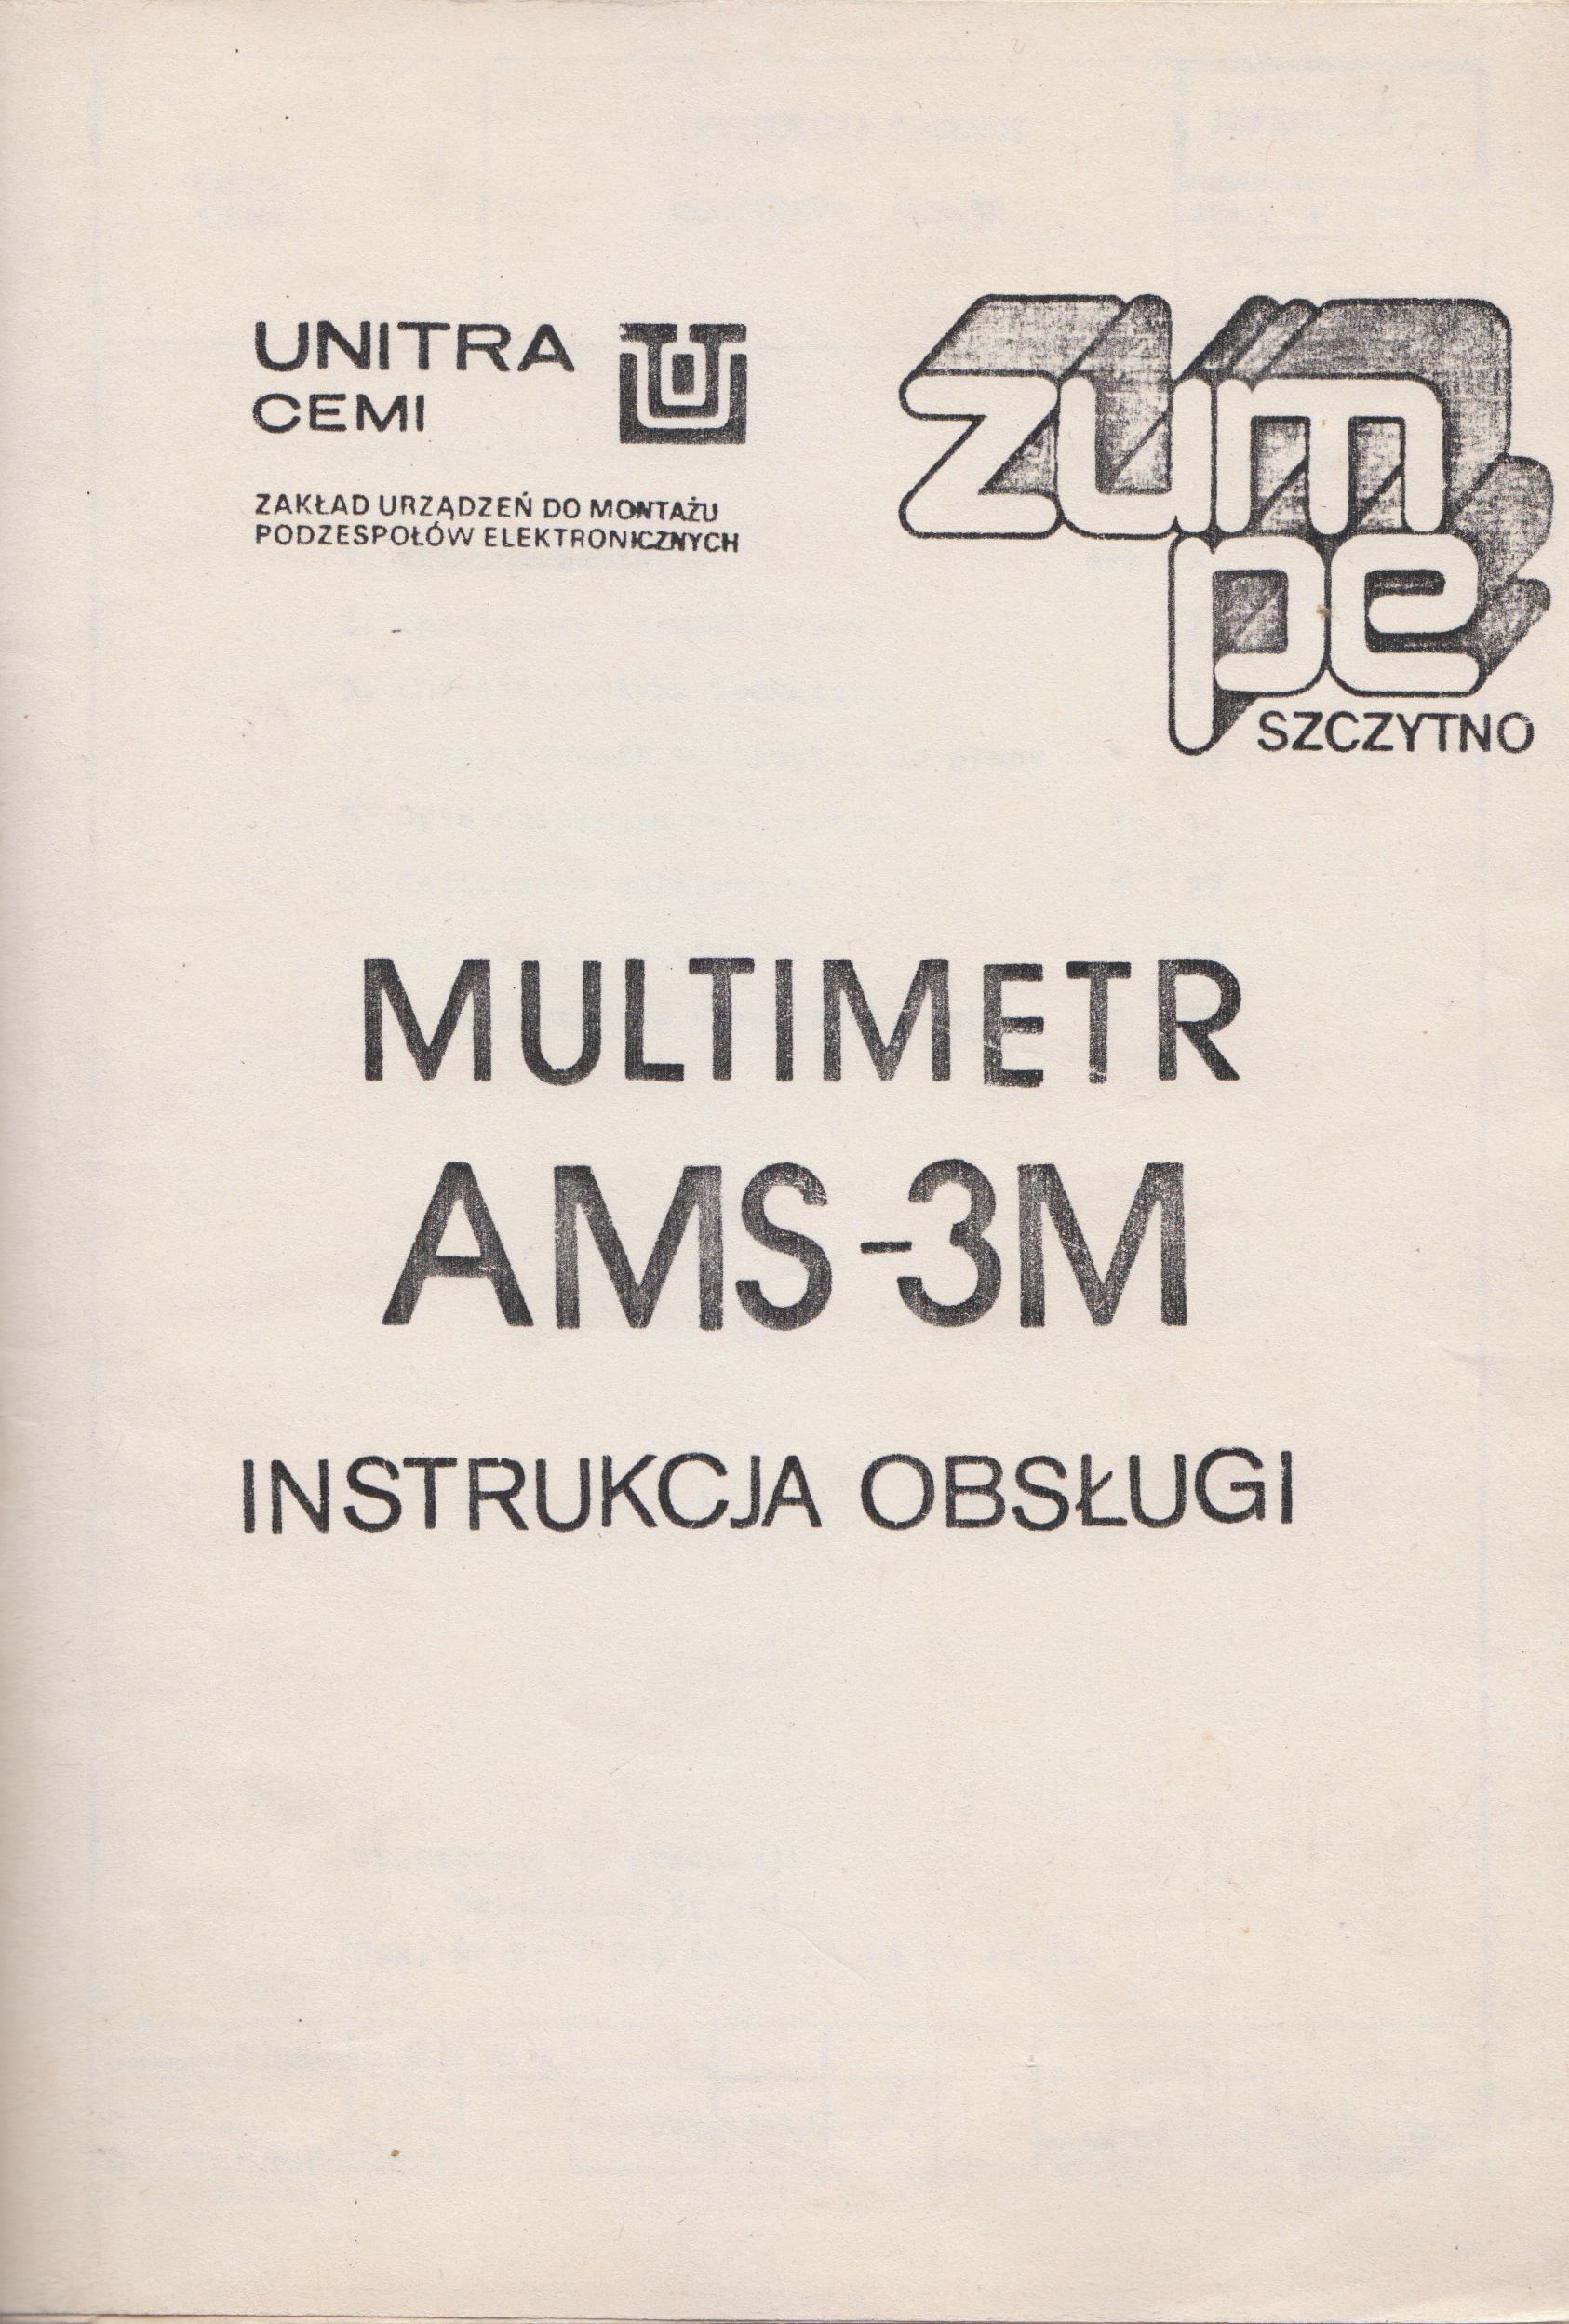 UNITRA
CEMI
ZAKŁAD URZĄDZEŃ DO MONTAŻU
PODZESPOŁÓW ELEKTRONICZNYCH
zum
pe
SZCZYTNO
MULTIMETR
AMS-3M
INSTRUKCJA OBSŁUGI